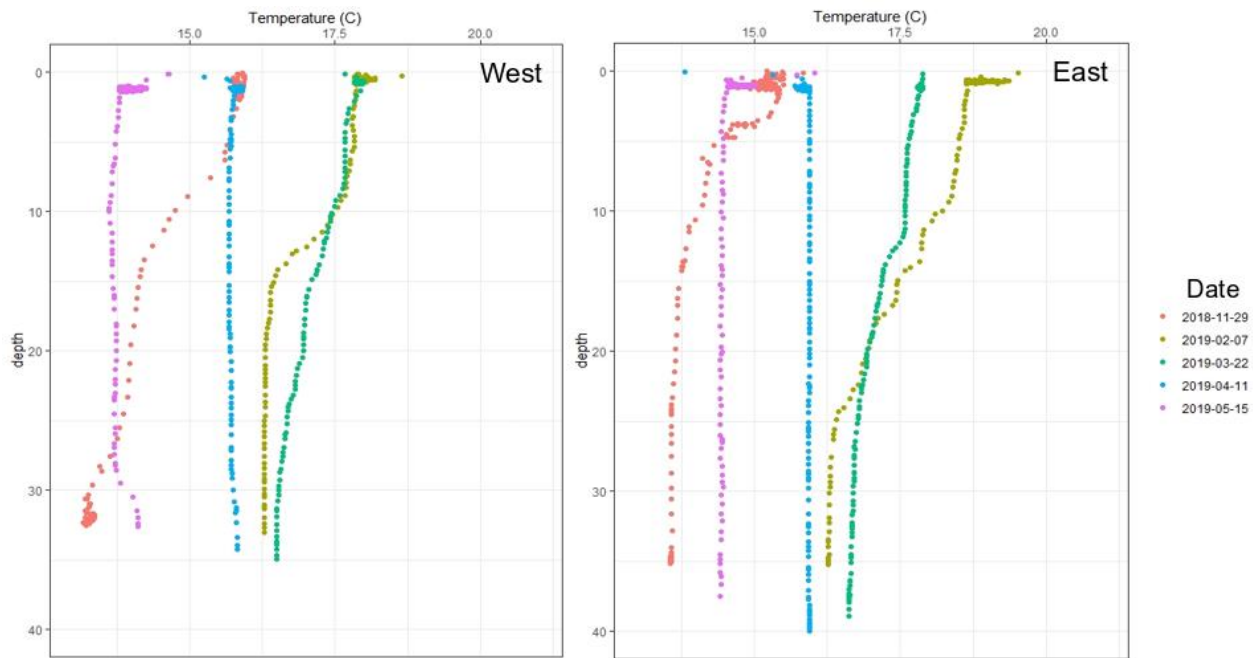 Temperature (C)
15.0 17.5 20.0
West
0
10
20
30
40
depth
Temperature (C)
15.0 17.5 20.0
East
0
10
20
30
40
depth
Date
2018-11-29
2019-02-07
2019-03-22
2019-04-11
2019-05-15